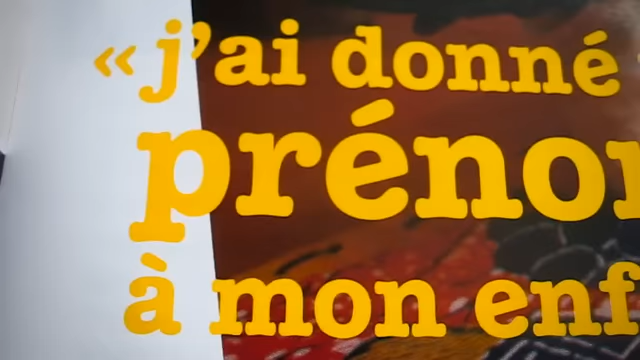 « j'ai donné
préno
à mon enf